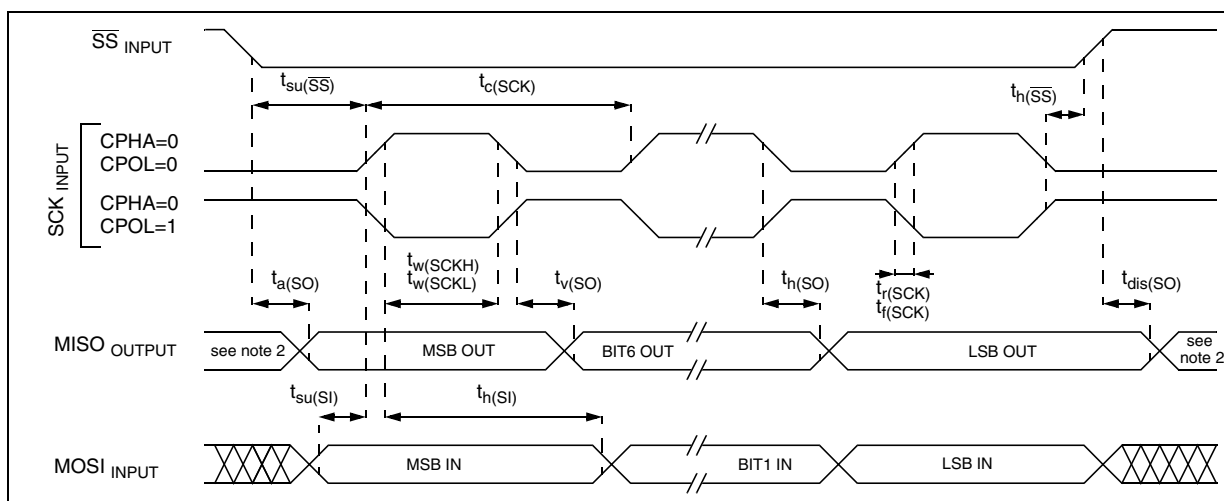 SS INPUT
tsu(SS)
tc(SCK)
th(SS)
SCK INPUT
CPHA=0
CPOL=0
CPHA=0
CPOL=1
tw(SCKH)
tw(SCKL)
ta(SO)
tv(SO)
th(SO)
tr(SCK)
tf(SCK)
tdis(SO)
MISO OUTPUT
see note 2
MSB OUT
BIT6 OUT
LSB OUT
see
note 2
tsu(SI)
th(SI)
MOSI INPUT
MSB IN
BIT1 IN
LSB IN